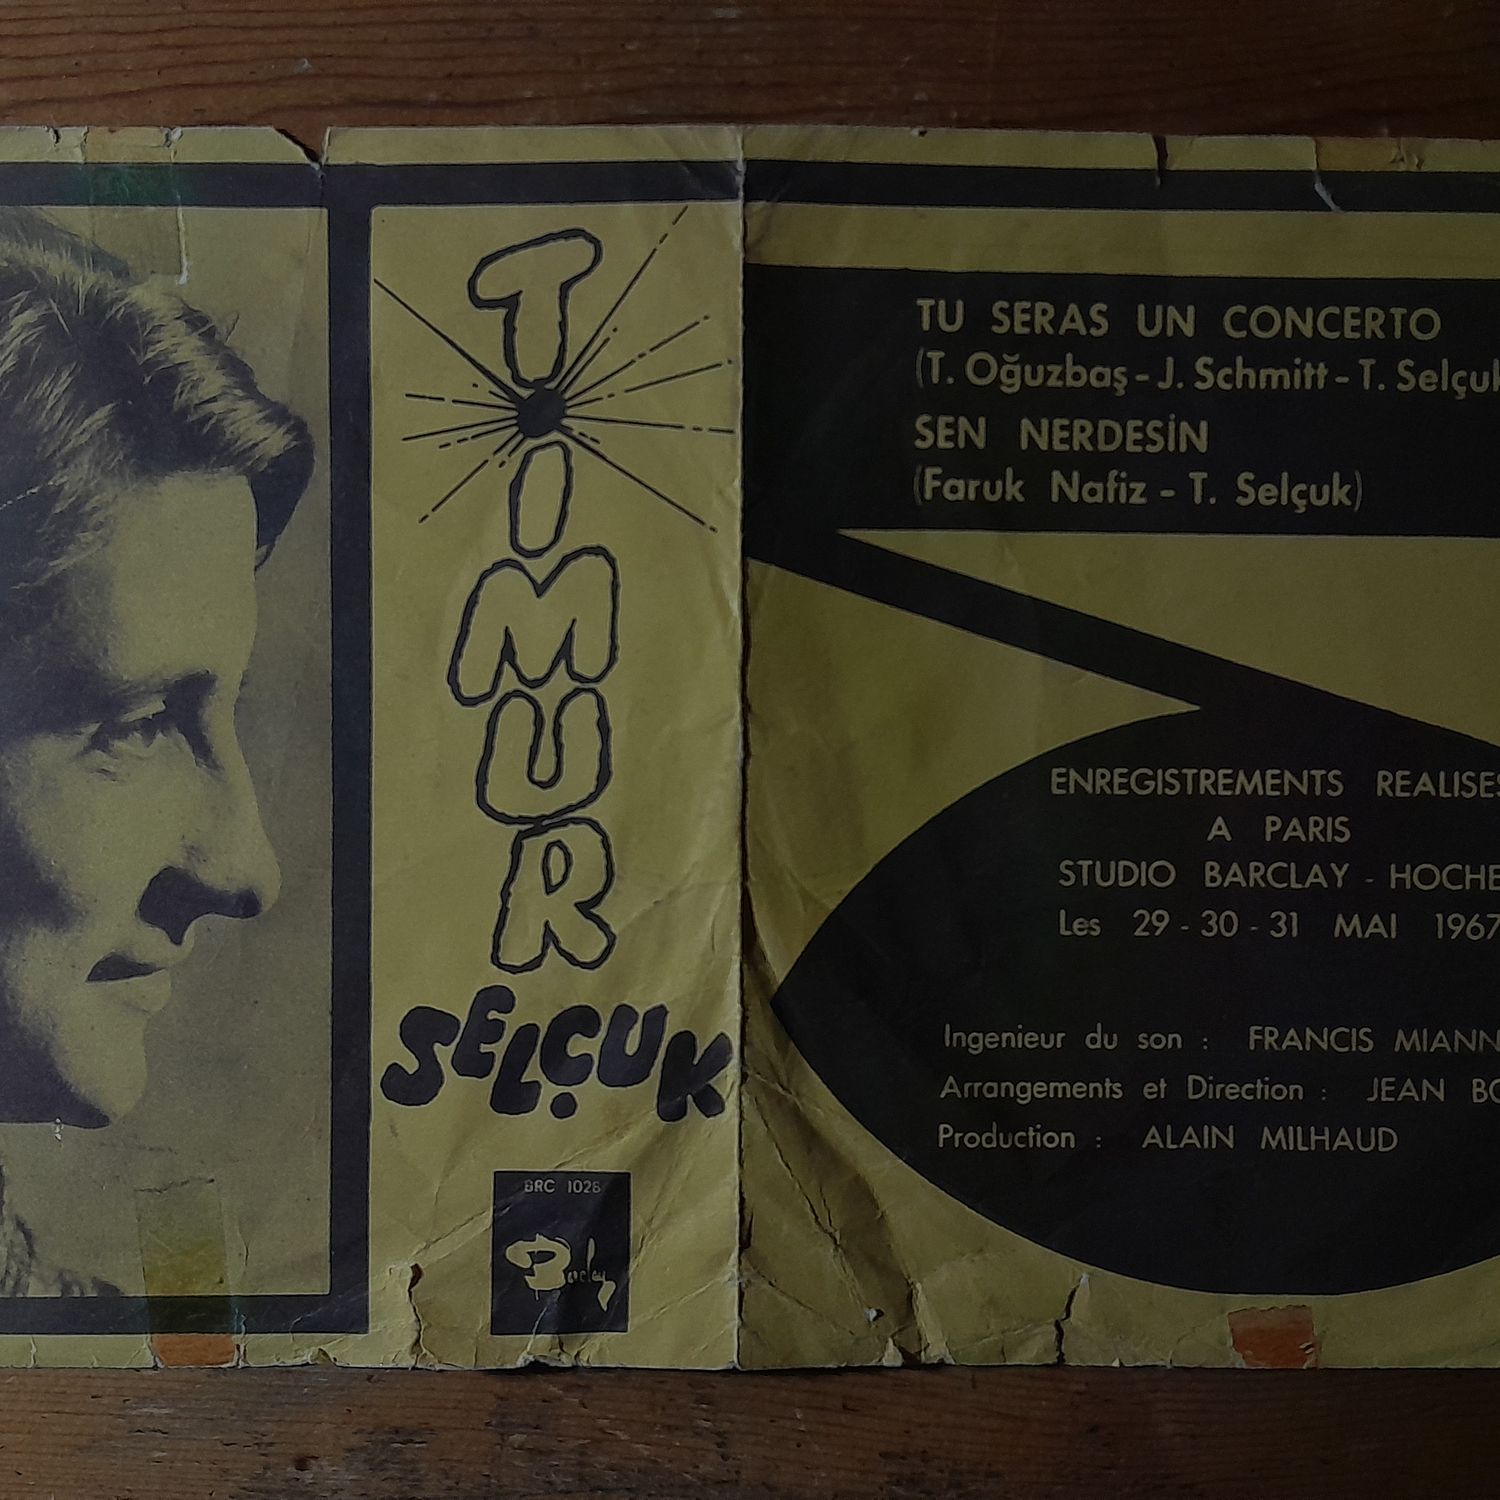 TIMUR
SELÇUK
BRC 1028
Barclay
TU SERAS UN CONCERTO
(T. Oğuzbaş - J. Schmitt - T. Selçuk
SEN NERDESİN
(Faruk Nafiz - T. Selçuk)
ENREGISTREMENTS REALISES
A PARIS
STUDIO BARCLAY - HOCHE
Les 29 - 30 - 31 MAI 1967
Ingenieur du son : FRANCIS MIANN
Arrangements et Direction : JEAN BO
Production : ALAIN MILHAUD